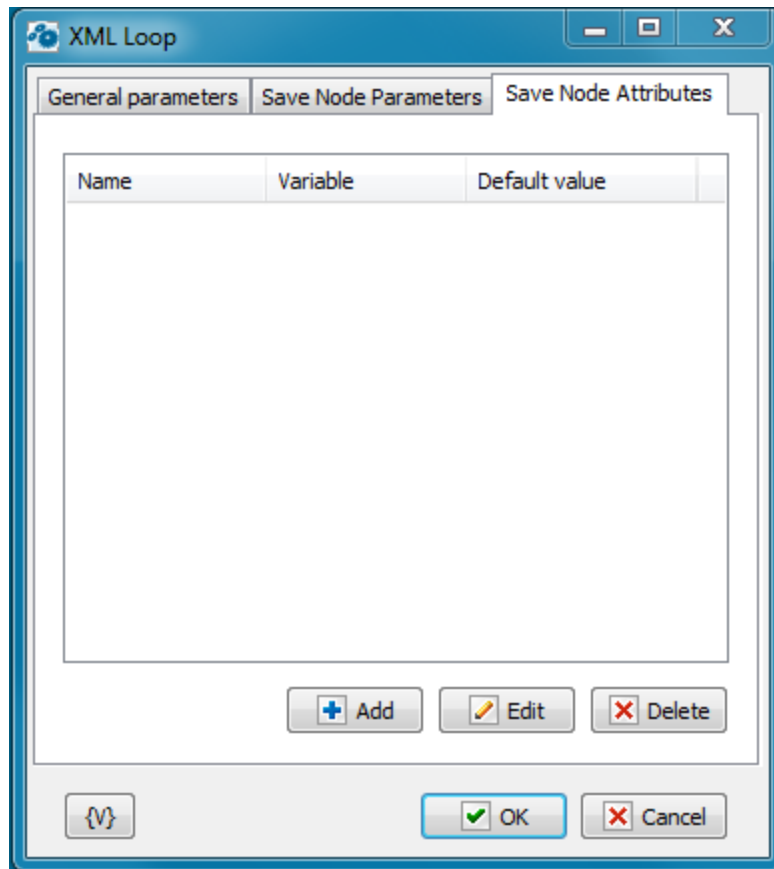 XML Loop
General parameters Save Node Parameters Save Node Attributes
Name Variable Default value
Add Edit Delete
{V} OK Cancel